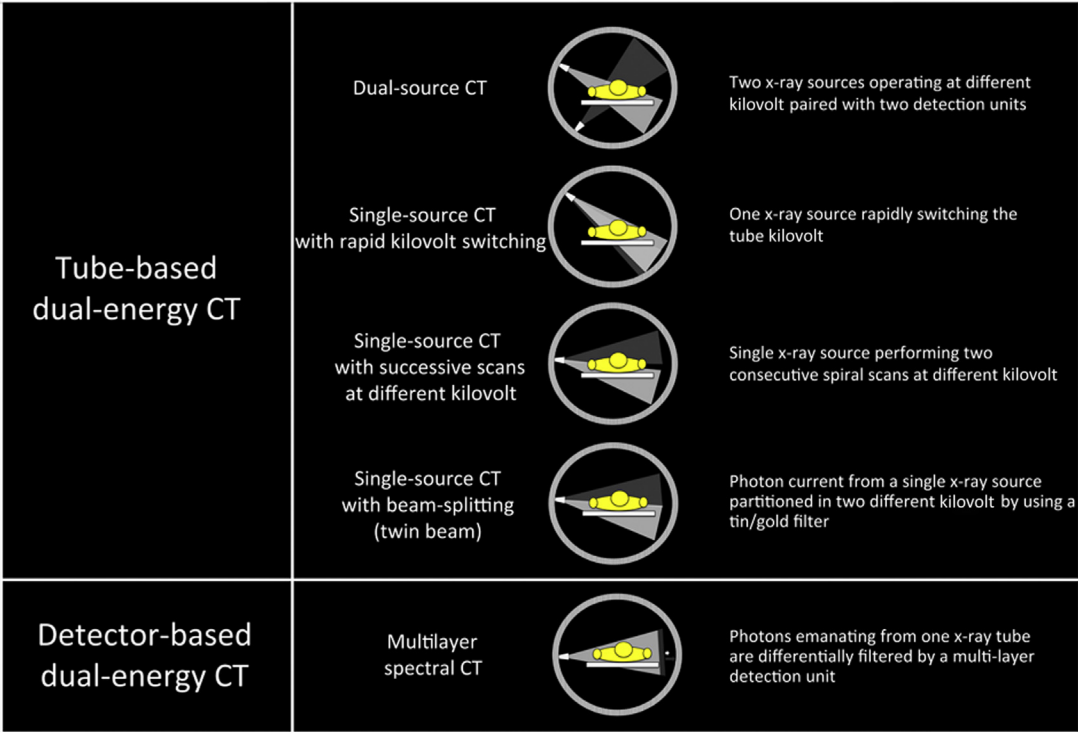 Tube-based
dual-energy CT
Dual-source CT
Two x-ray sources operating at different
kilovolt paired with two detection units
Single-source CT
with rapid kilovolt switching
One x-ray source rapidly switching the
tube kilovolt
Single-source CT
with successive scans
at different kilovolt
Single x-ray source performing two
consecutive spiral scans at different kilovolt
Single-source CT
with beam-splitting
(twin beam)
Photon current from a single x-ray source
partitioned in two different kilovolt by using a
tin/gold filter
Detector-based
dual-energy CT
Multilayer
spectral CT
Photons emanating from one x-ray tube
are differentially filtered by a multi-layer
detection unit